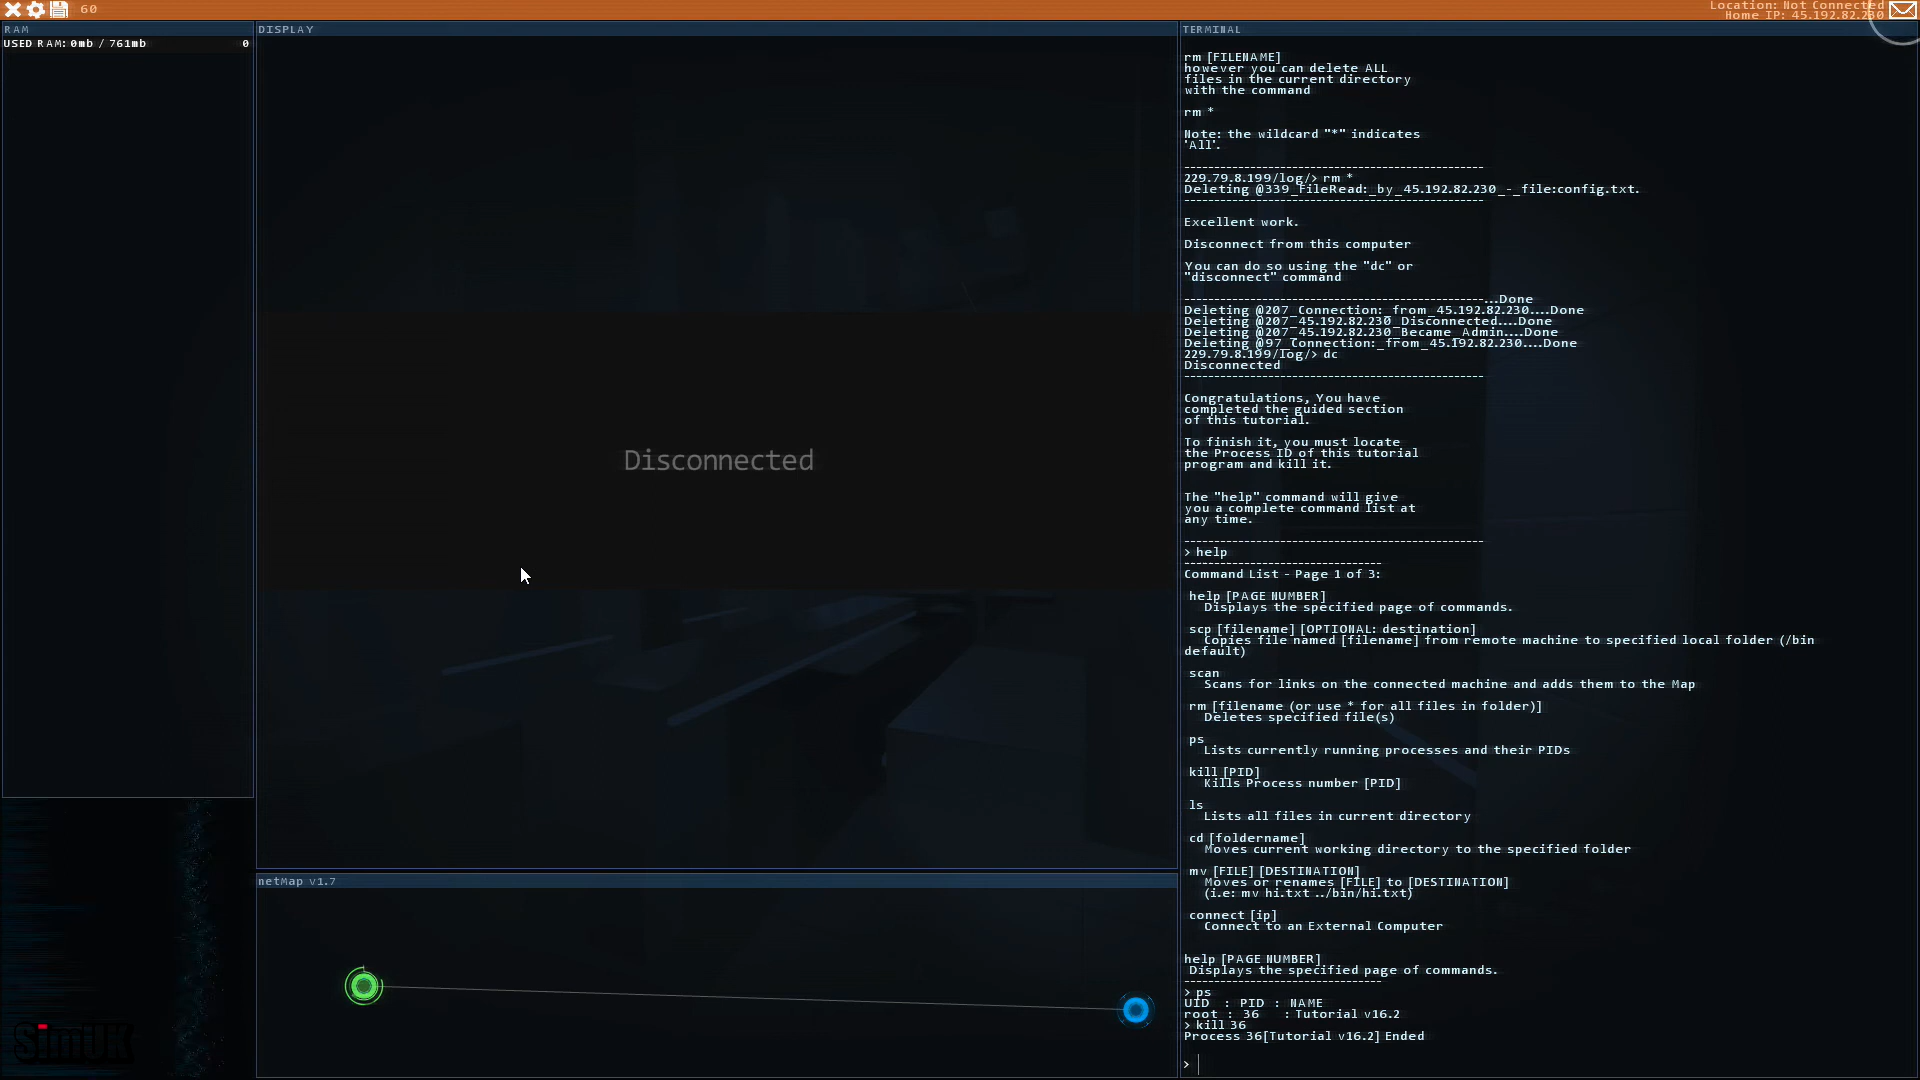 60
Location: Not Connected
Home IP: 45.192.82.230
RAM
USED RAM: 0mb / 761mb 0
DISPLAY
Disconnected
netMap v1.7
SimUK
TERMINAL
rm [FILENAME]
however you can delete ALL
files in the current directory
with the command
rm *
Note: the wildcard "*" indicates
'All'.
--------------------------------------------------
229.79.8.199/log/> rm *
Deleting @339_FileRead:_by_45.192.82.230_-_file:config.txt.
--------------------------------------------------
Excellent work.
Disconnect from this computer
You can do so using the "dc" or
"disconnect" command
--------------------------------------------------...Done
Deleting @207_Connection:_from_45.192.82.230....Done
Deleting @207_45.192.82.230_Disconnected....Done
Deleting @207_45.192.82.230_Became_Admin....Done
Deleting @97_Connection:_from_45.192.82.230....Done
229.79.8.199/log/> dc
Disconnected
--------------------------------------------------
Congratulations, You have
completed the guided section
of this tutorial.
To finish it, you must locate
the Process ID of this tutorial
program and kill it.
The "help" command will give
you a complete command list at
any time.
--------------------------------------------------
> help
---------------------------------
Command List - Page 1 of 3:
help [PAGE NUMBER]
Displays the specified page of commands.
scp [filename] [OPTIONAL: destination]
Copies file named [filename] from remote machine to specified local folder (/bin
default)
scan
Scans for links on the connected machine and adds them to the Map
rm [filename (or use * for all files in folder)]
Deletes specified file(s)
ps
Lists currently running processes and their PIDs
kill [PID]
Kills Process number [PID]
ls
Lists all files in current directory
cd [foldername]
Moves current working directory to the specified folder
mv [FILE] [DESTINATION]
Moves or renames [FILE] to [DESTINATION]
(i.e: mv hi.txt ../bin/hi.txt)
connect [ip]
Connect to an External Computer
help [PAGE NUMBER]
Displays the specified page of commands.
---------------------------------
> ps
UID : PID : NAME
root : 36 : Tutorial v16.2
> kill 36
Process 36[Tutorial v16.2] Ended
>